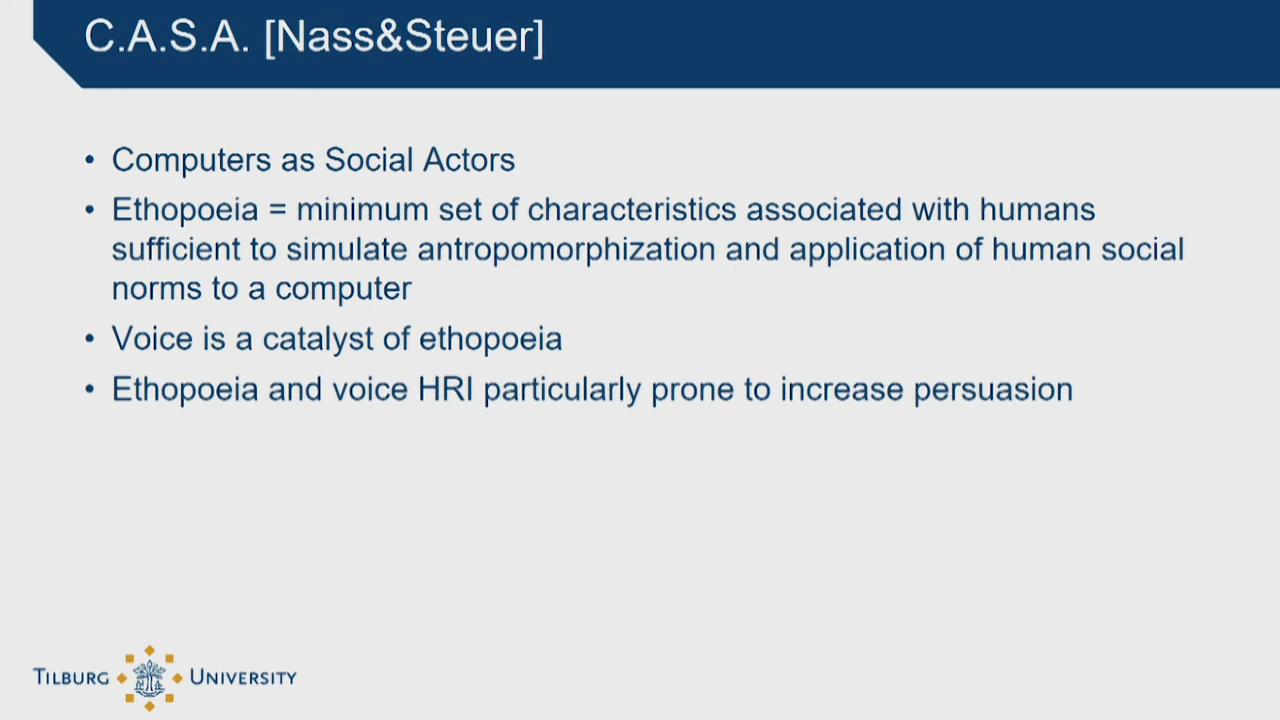 C.A.S.A. [Nass&Steuer]
• Computers as Social Actors
• Ethopoeia = minimum set of characteristics associated with humans
sufficient to simulate antropomorphization and application of human social
norms to a computer
• Voice is a catalyst of ethopoeia
• Ethopoeia and voice HRI particularly prone to increase persuasion
TILBURG UNIVERSITY